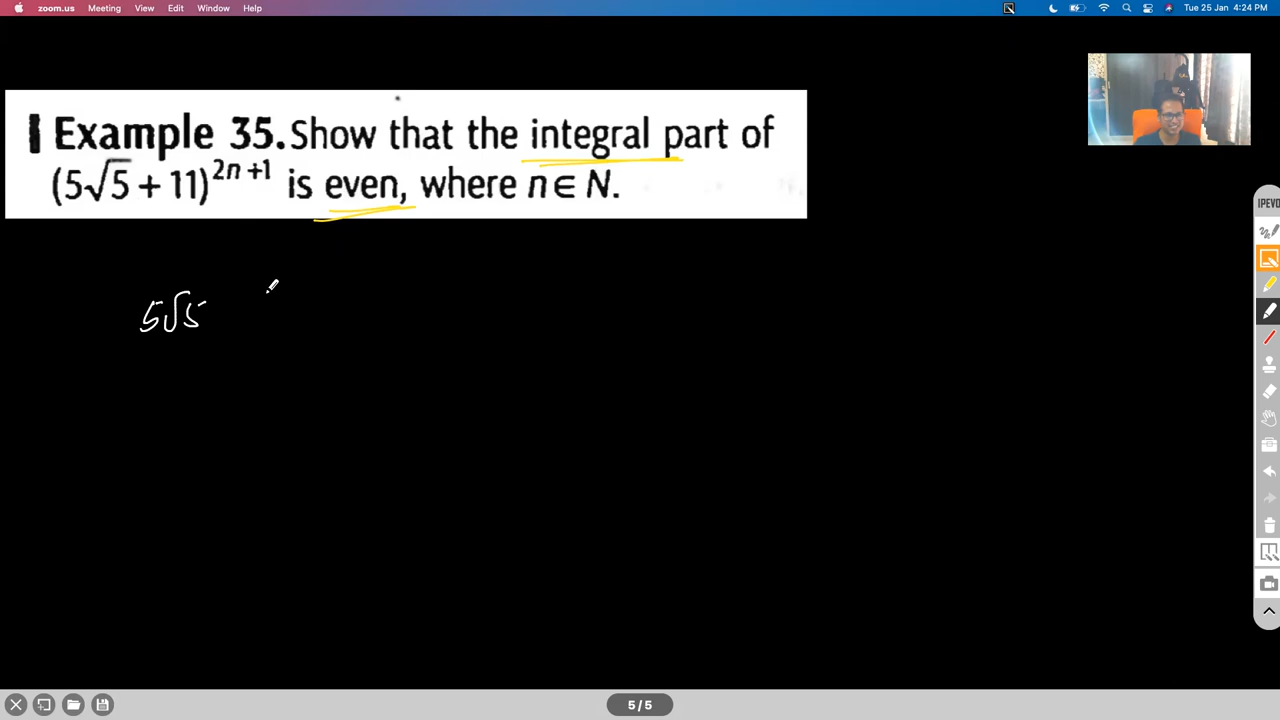 zoom.us Meeting View Edit Window Help Tue 25 Jan 4:24 PM
Example 35. Show that the integral part of
(5√5 + 11)^{2n+1} is even, where n ∈ N.
IPEVO
5√5
5/5